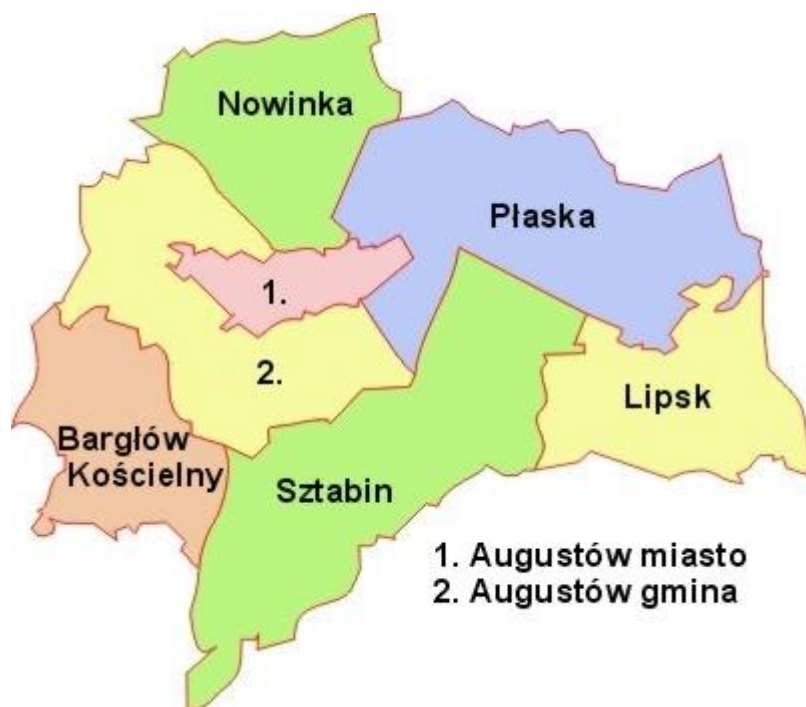 Nowinka
Płaska
1.
2.
Lipsk
Bargłów
Kościelny
Sztabin
1. Augustów miasto
2. Augustów gmina